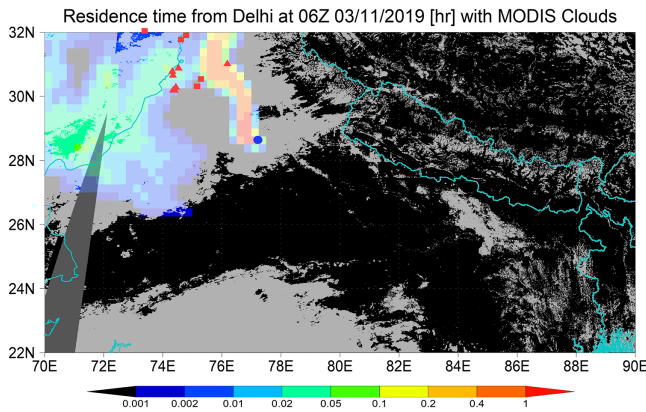 Residence time from Delhi at 06Z 03/11/2019 [hr] with MODIS Clouds
32N
30N
28N
26N
24N
22N
70E 72E 74E 76E 78E 80E 82E 84E 86E 88E 90E
0.001 0.002 0.01 0.02 0.05 0.1 0.2 0.4 1